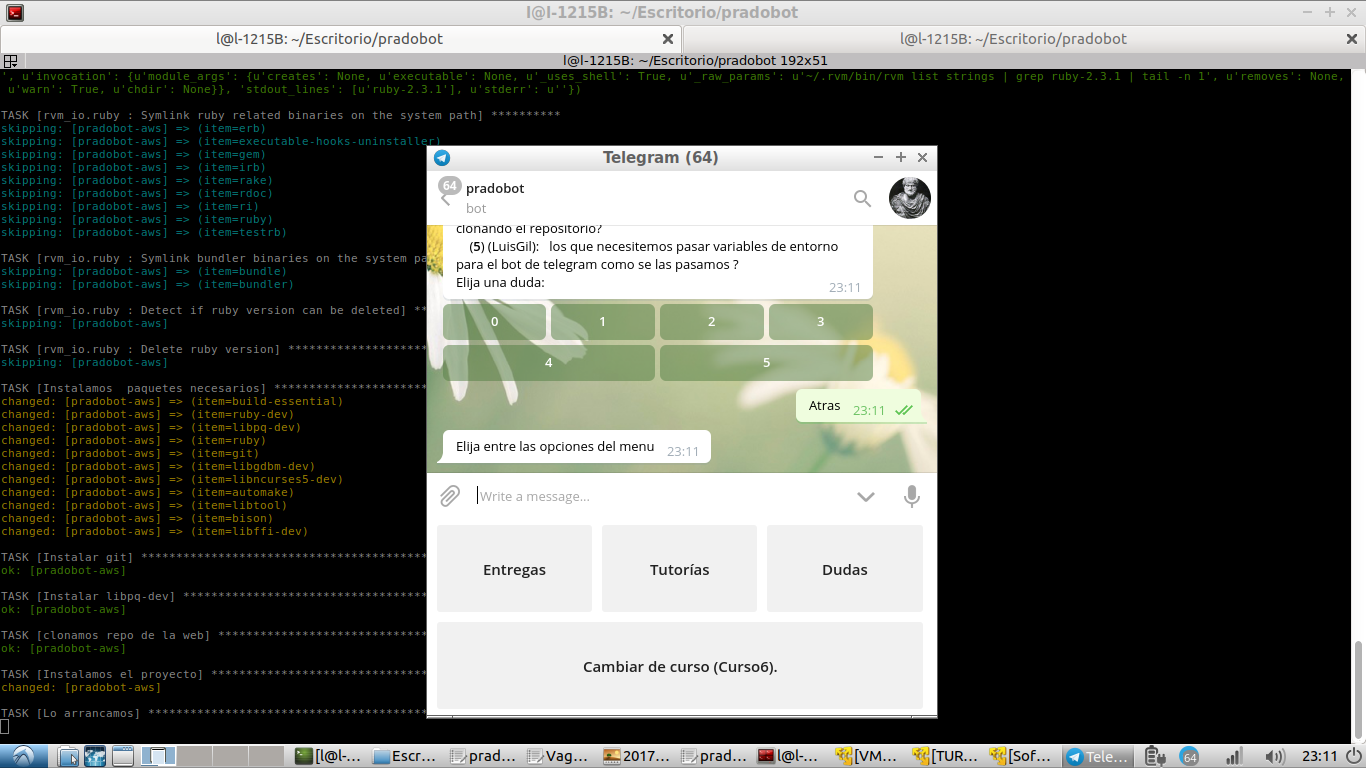 l@l-1215B: ~/Escritorio/pradobot
l@l-1215B: ~/Escritorio/pradobot
l@l-1215B: ~/Escritorio/pradobot
l@l-1215B: ~/Escritorio/pradobot 192x51
', u'invocation': {u'module_args': {u'creates': None, u'executable': None, u'_uses_shell': True, u'_raw_params': u'~/.rvm/bin/rvm list strings | grep ruby-2.3.1 | tail -n 1', u'removes': None,
u'warn': True, u'chdir': None}}, 'stdout_lines': [u'ruby-2.3.1'], u'stderr': u''})
TASK [rvm_io.ruby : Symlink ruby related binaries on the system path] **********
skipping: [pradobot-aws] => (item=erb)
skipping: [pradobot-aws] => (item=executable-hooks-uninstaller)
skipping: [pradobot-aws] => (item=gem)
skipping: [pradobot-aws] => (item=irb)
skipping: [pradobot-aws] => (item=rake)
skipping: [pradobot-aws] => (item=rdoc)
skipping: [pradobot-aws] => (item=ri)
skipping: [pradobot-aws] => (item=ruby)
skipping: [pradobot-aws] => (item=testrb)
TASK [rvm_io.ruby : Symlink bundler binaries on the system pa
skipping: [pradobot-aws] => (item=bundle)
skipping: [pradobot-aws] => (item=bundler)
TASK [rvm_io.ruby : Detect if ruby version can be deleted] **
skipping: [pradobot-aws]
TASK [rvm_io.ruby : Delete ruby version] *********************
skipping: [pradobot-aws]
TASK [Instalamos  paquetes necesarios] ***********************
changed: [pradobot-aws] => (item=build-essential)
changed: [pradobot-aws] => (item=ruby-dev)
changed: [pradobot-aws] => (item=libpq-dev)
changed: [pradobot-aws] => (item=ruby)
changed: [pradobot-aws] => (item=git)
changed: [pradobot-aws] => (item=libgdbm-dev)
changed: [pradobot-aws] => (item=libncurses5-dev)
changed: [pradobot-aws] => (item=automake)
changed: [pradobot-aws] => (item=libtool)
changed: [pradobot-aws] => (item=bison)
changed: [pradobot-aws] => (item=libffi-dev)
TASK [Instalar git] ******************************************
ok: [pradobot-aws]
TASK [Instalar libpq-dev] ************************************
ok: [pradobot-aws]
TASK [clonamos repo de la web] *******************************
ok: [pradobot-aws]
TASK [Instalamos el proyecto] ********************************
changed: [pradobot-aws]
TASK [Lo arrancamos] *****************************************
Telegram (64)
64
pradobot
bot
clonando el repositorio?
(5) (LuisGil): los que necesitemos pasar variables de entorno
para el bot de telegram como se las pasamos ?
Elija una duda:
23:11
0 1 2 3
4 5
Atras 23:11
Elija entre las opciones del menu 23:11
Write a message...
Entregas Tutorías Dudas
Cambiar de curso (Curso6).
[l@l-... Escr... prad... Vag... 2017... prad... l@l-... [VM... [TUR... [Sof... Tele... 64 23:11